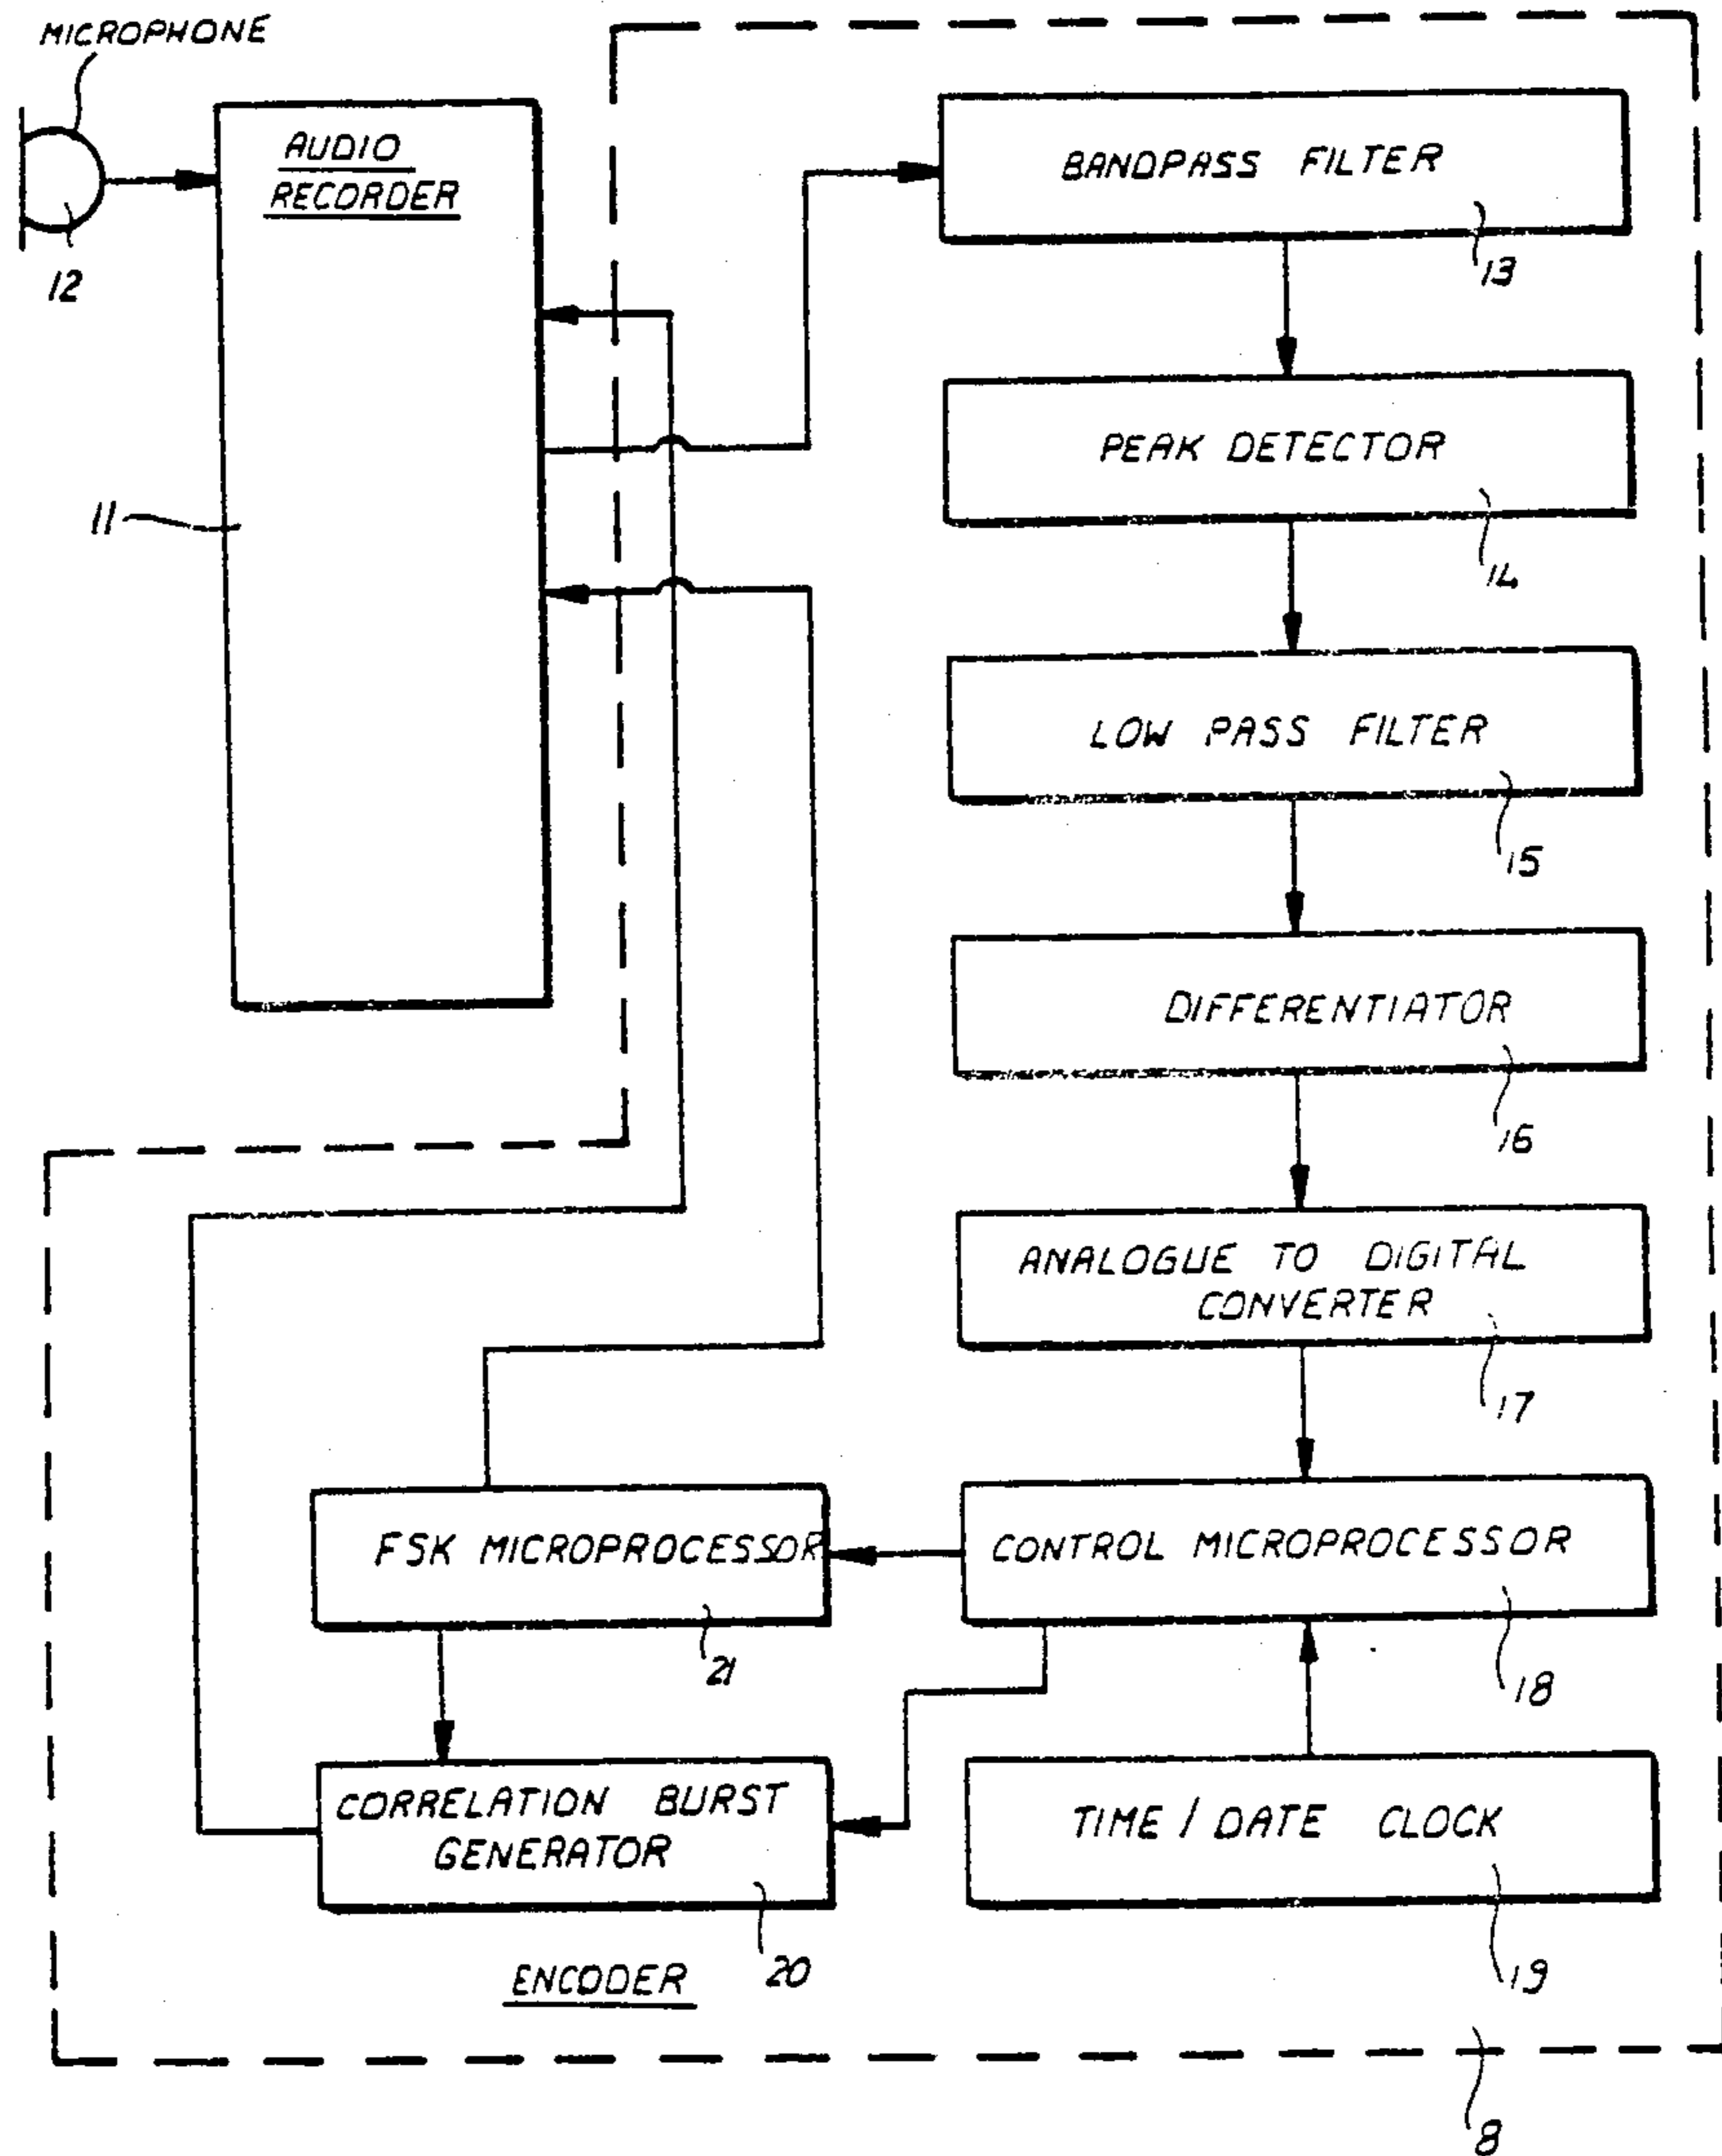 MICROPHONE
12
AUDIO
RECORDER
11
BANDPASS FILTER
13
PEAK DETECTOR
14
LOW PASS FILTER
15
DIFFERENTIATOR
16
ANALOGUE TO DIGITAL
CONVERTER
17
FSK MICROPROCESSOR
21
CONTROL MICROPROCESSOR
18
CORRELATION BURST
GENERATOR
20
TIME / DATE CLOCK
19
ENCODER
8